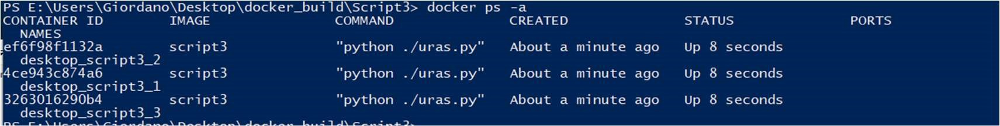 PS E:\Users\Giordano\Desktop\docker_build\Script3> docker ps -a
CONTAINER ID IMAGE COMMAND CREATED STATUS PORTS
NAMES
ef6f98f1132a script3 "python ./uras.py" About a minute ago Up 8 seconds
desktop_script3_2
4ce943c874a6 script3 "python ./uras.py" About a minute ago Up 8 seconds
desktop_script3_1
3263016290b4 script3 "python ./uras.py" About a minute ago Up 8 seconds
desktop_script3_3
PS E:\Users\Giordano\Desktop\docker_build\Script3>